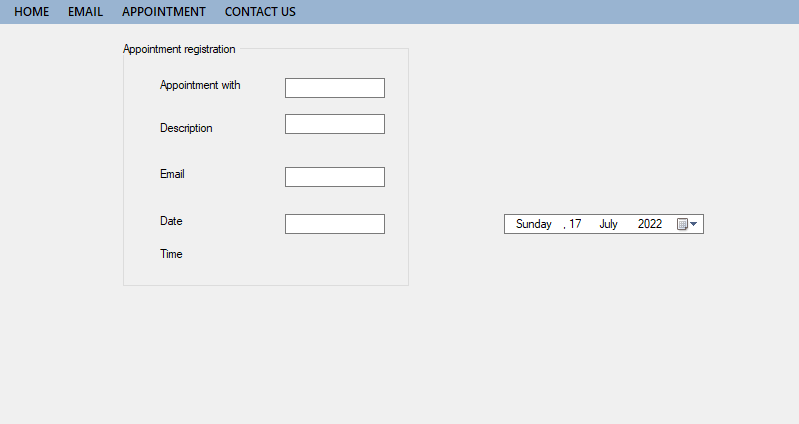 HOME EMAIL APPOINTMENT CONTACT US
Appointment registration
Appointment with
Description
Email
Date
Sunday , 17 July 2022
Time